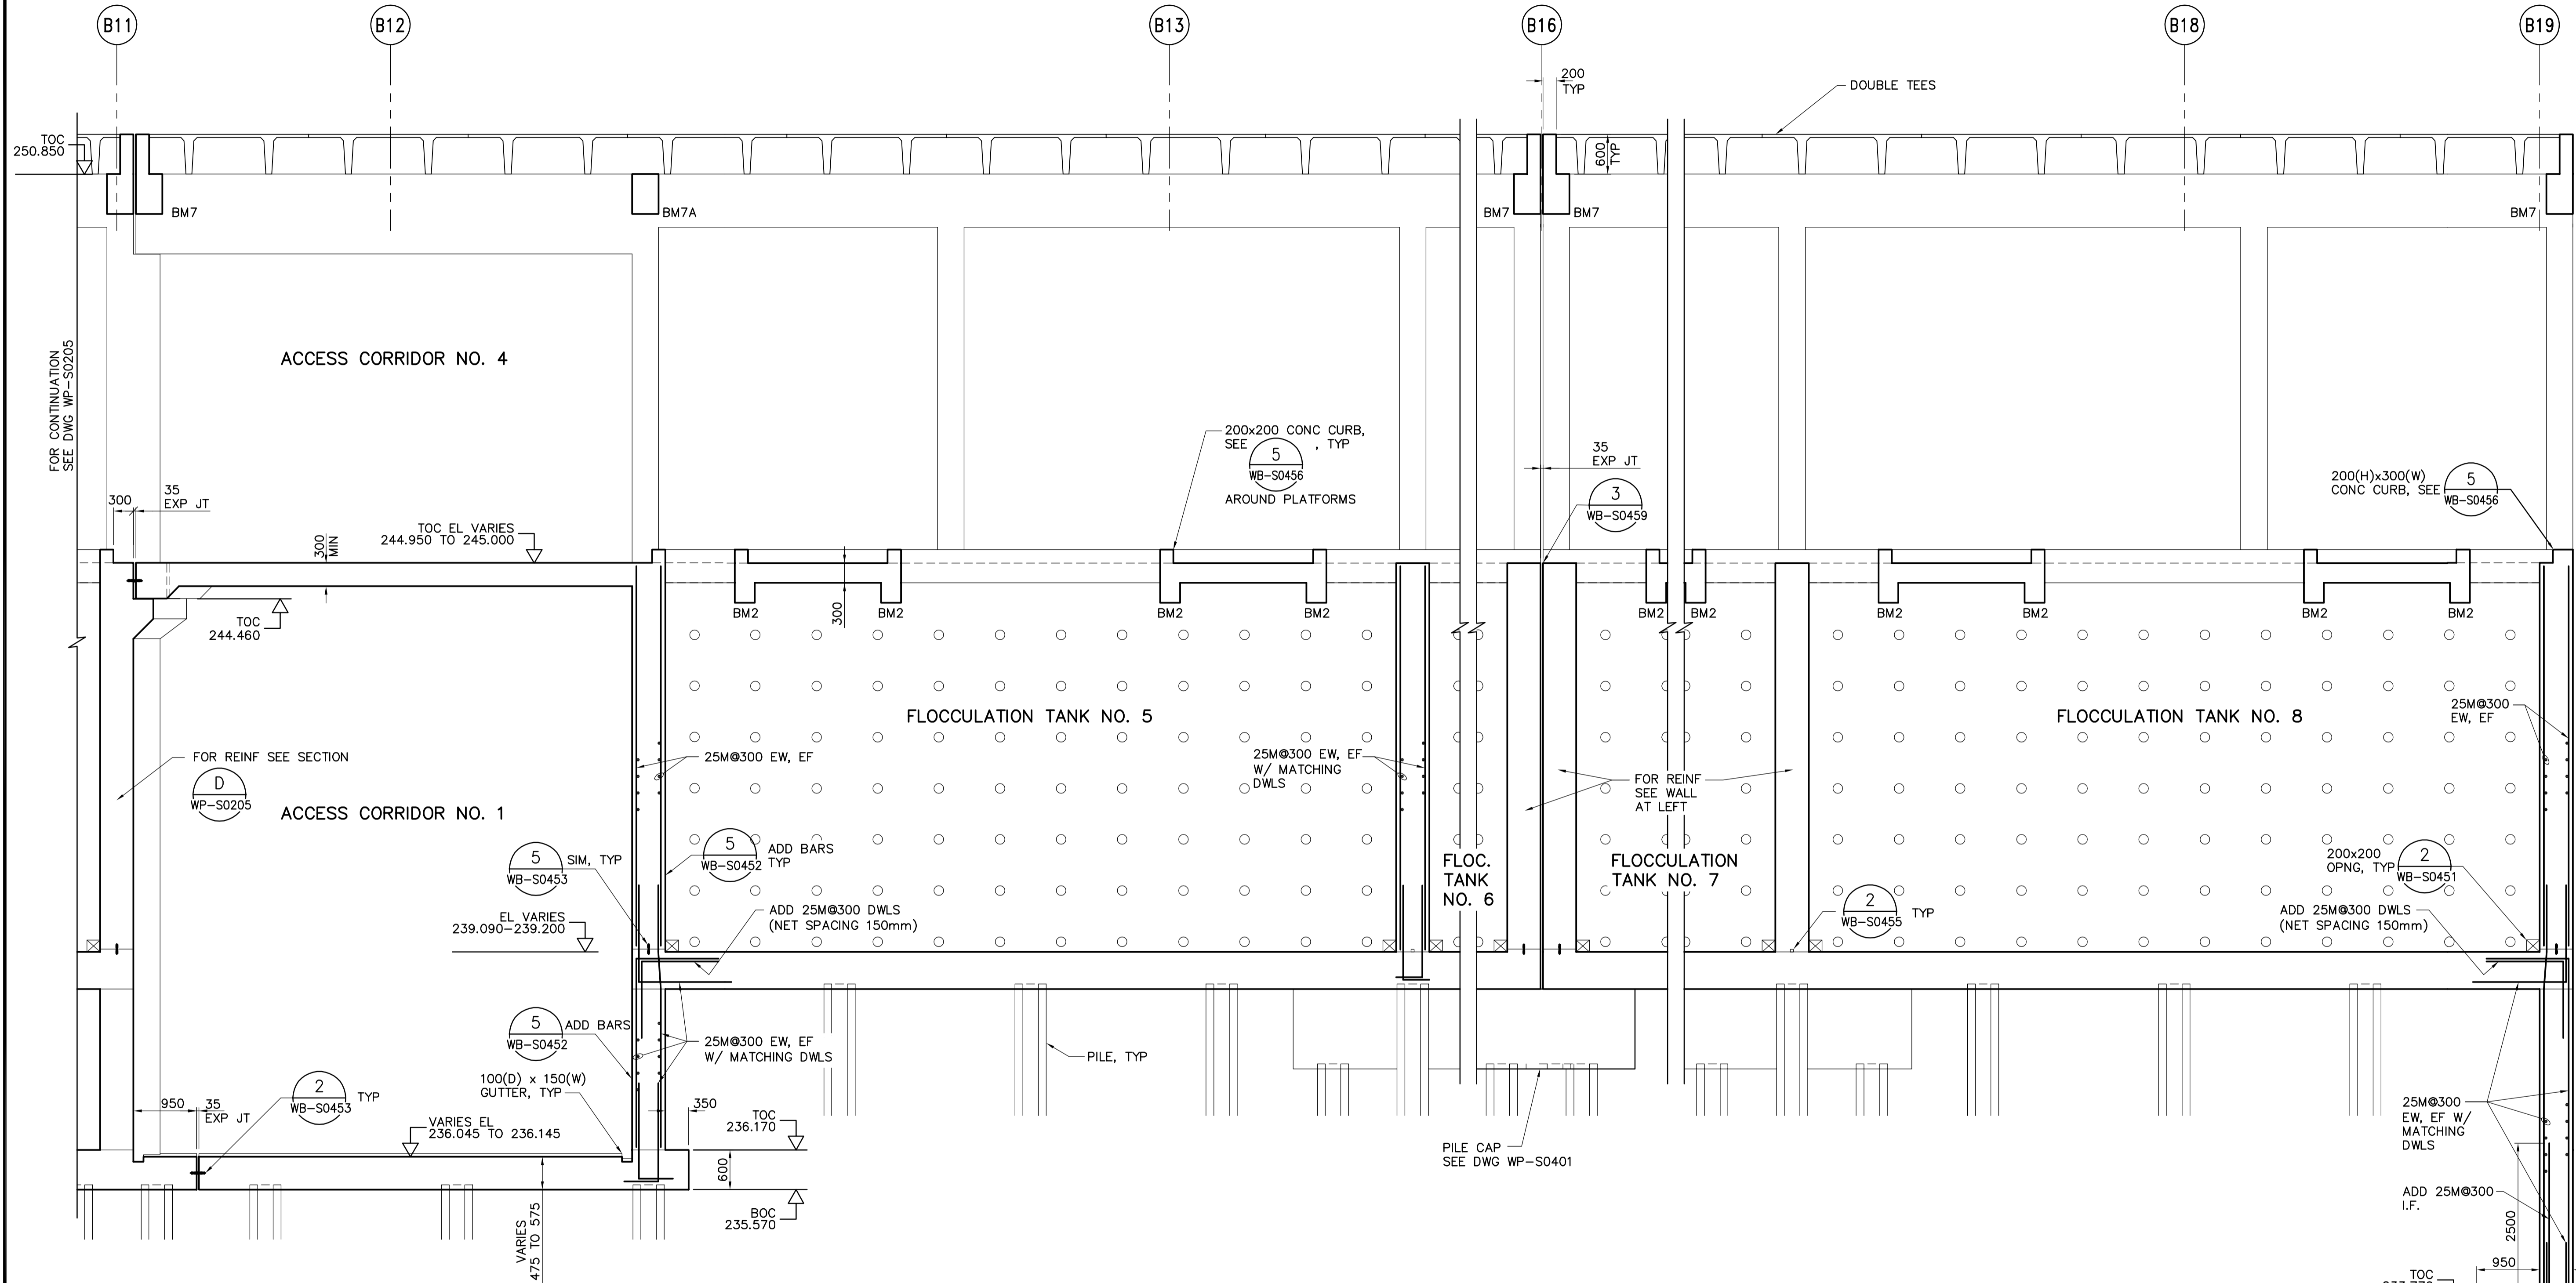 B11
B12
B13
B16
B18
B19
200
TYP
DOUBLE TEES
TOC
250.850
600
TYP
BM7
BM7A
BM7
BM7
BM7
FOR CONTINUATION
SEE DWG WP-S0205
ACCESS CORRIDOR NO. 4
200x200 CONC CURB,
SEE 5 WB-S0456 , TYP
AROUND PLATFORMS
35
EXP JT
3
WB-S0459
200(H)x300(W)
CONC CURB, SEE
5
WB-S0456
300
35
EXP JT
TOC EL VARIES
244.950 TO 245.000
300
MIN
TOC
244.460
300
BM2
BM2
BM2
BM2
BM2
BM2
BM2
BM2
BM2
BM2
FLOCCULATION TANK NO. 5
FLOCCULATION TANK NO. 8
25M@300
EW, EF
FOR REINF SEE SECTION
D
WP-S0205
25M@300 EW, EF
25M@300 EW, EF
W/ MATCHING
DWLS
FOR REINF
SEE WALL
AT LEFT
ACCESS CORRIDOR NO. 1
5
WB-S0453
SIM, TYP
5
WB-S0452
ADD BARS
TYP
FLOC.
TANK
NO. 6
FLOCCULATION
TANK NO. 7
200x200
OPNG, TYP
2
WB-S0451
2
WB-S0455
TYP
EL VARIES
239.090-239.200
ADD 25M@300 DWLS
(NET SPACING 150mm)
ADD 25M@300 DWLS
(NET SPACING 150mm)
5
WB-S0452
ADD BARS
25M@300 EW, EF
W/ MATCHING DWLS
PILE, TYP
100(D) x 150(W)
GUTTER, TYP
950
35
EXP JT
2
WB-S0453
TYP
VARIES EL
236.045 TO 236.145
350
TOC
236.170
600
BOC
235.570
VARIES
475 TO 575
PILE CAP
SEE DWG WP-S0401
25M@300
EW, EF W/
MATCHING
DWLS
ADD 25M@300
I.F.
2500
950
TOC